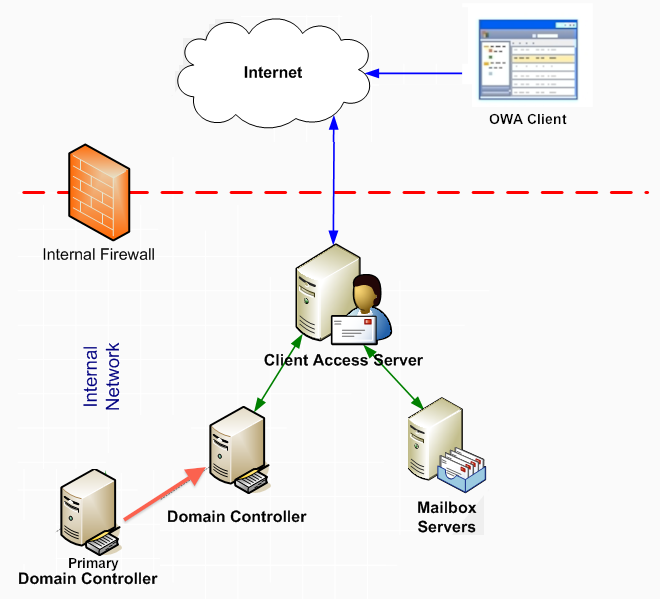 Internet
OWA Client
Internal Firewall
Client Access Server
Internal
Network
Domain Controller
Mailbox
Servers
Primary
Domain Controller